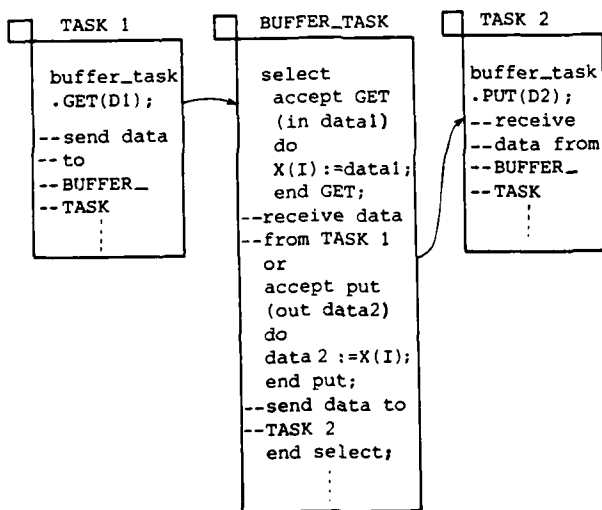 TASK 1
buffer_task
.GET(D1);
--send data
--to
--BUFFER_
--TASK
BUFFER_TASK
select
accept GET
(in data1)
do
X(I):=data1;
end GET;
--receive data
--from TASK 1
or
accept put
(out data2)
do
data 2 :=X(I);
end put;
--send data to
--TASK 2
end select;
TASK 2
buffer_task
.PUT(D2);
--receive
--data from
--BUFFER_
--TASK